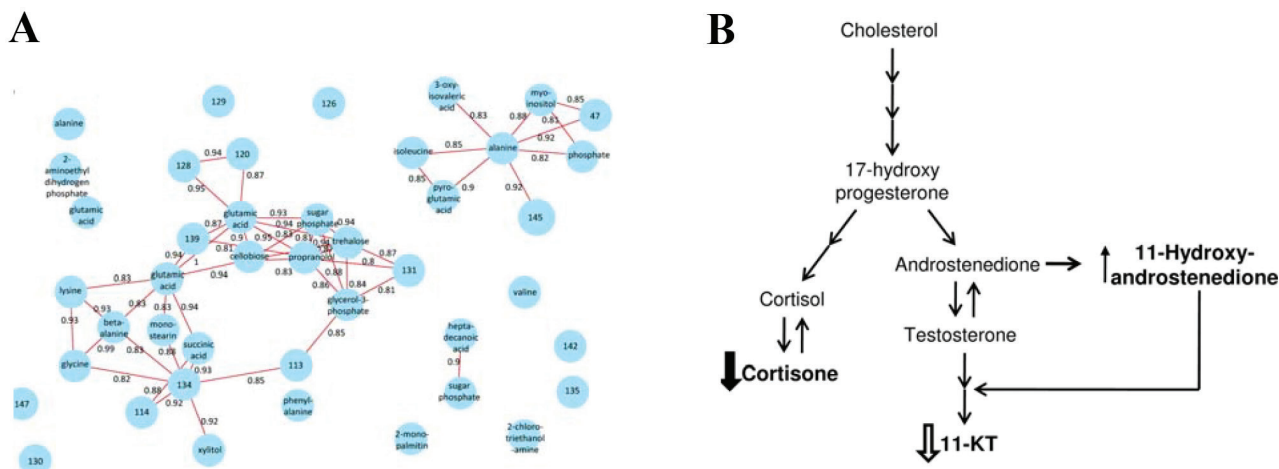 A
B
129
126
alanine
2-
aminoethyl
dihydrogen
phosphate
glutamic
acid
128
0.94
120
0.95
0.87
3-oxy-
isovaleric
acid
myo-
inositol
0.85
47
0.83
0.88
0.81
0.92
isoleucine
0.85
alanine
0.82
phosphate
0.85
pyro-
glutamic
acid
0.9
0.92
145
glutamic
acid
0.93
sugar
phosphate
0.94
0.94
0.87
0.83
0.81
0.9
0.95
139
0.81
cellobiose
propranolol
trehalose
0.87
0.8
131
0.94
1
0.94
0.83
0.88
0.86
0.84
0.81
glutamic
acid
glycerol-3-
phosphate
lysine
0.83
0.93
0.93
0.83
0.83
0.94
beta-
alanine
mono-
stearin
succinic
acid
0.99
0.83
0.88
0.85
glycine
0.82
0.93
134
0.85
113
0.88
0.92
114
0.92
xylitol
phenyl-
alanine
147
130
valine
hepta-
decanoic
acid
0.9
sugar
phosphate
142
135
2-mono-
palmitin
2-chloro-
triethanol
-amine
Cholesterol
17-hydroxy
progesterone
Androstenedione
11-Hydroxy-
androstenedione
Cortisol
Testosterone
Cortisone
11-KT